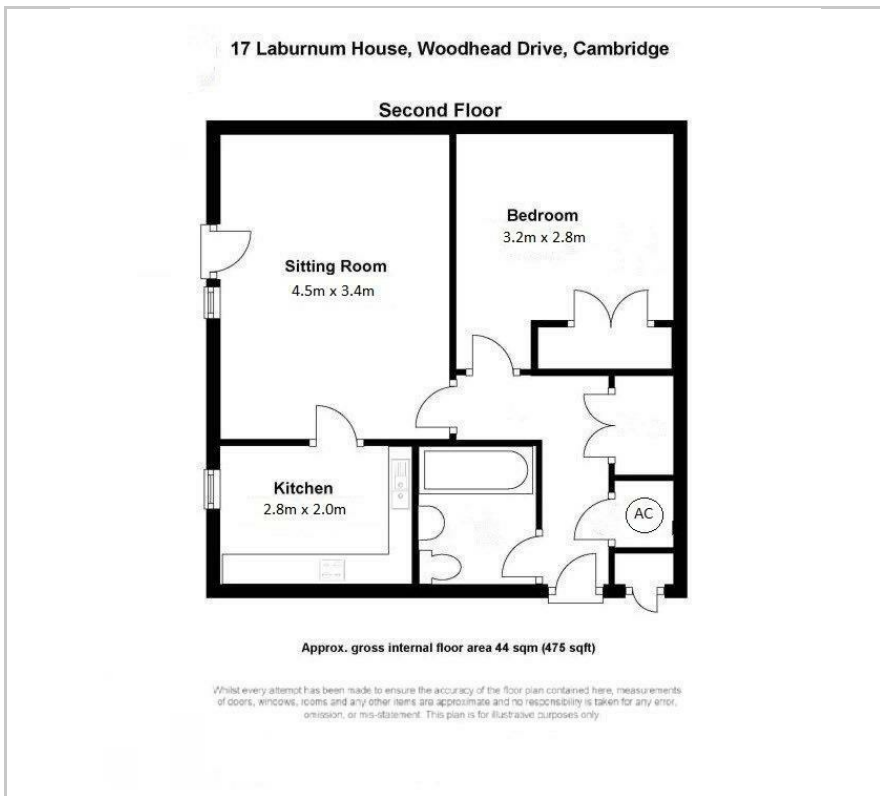 17 Laburnum House, Woodhead Drive, Cambridge
Second Floor
Bedroom
3.2m x 2.8m
Sitting Room
4.5m x 3.4m
Kitchen
2.8m x 2.0m
AC
Approx. gross internal floor area 44 sqm (475 sqft)
Whilst every attempt has been made to ensure the accuracy of the floor plan contained here, measurements
of doors, windows, rooms and any other items are approximate and no responsibility is taken for any error,
omission, or mis-statement. This plan is for illustrative purposes only